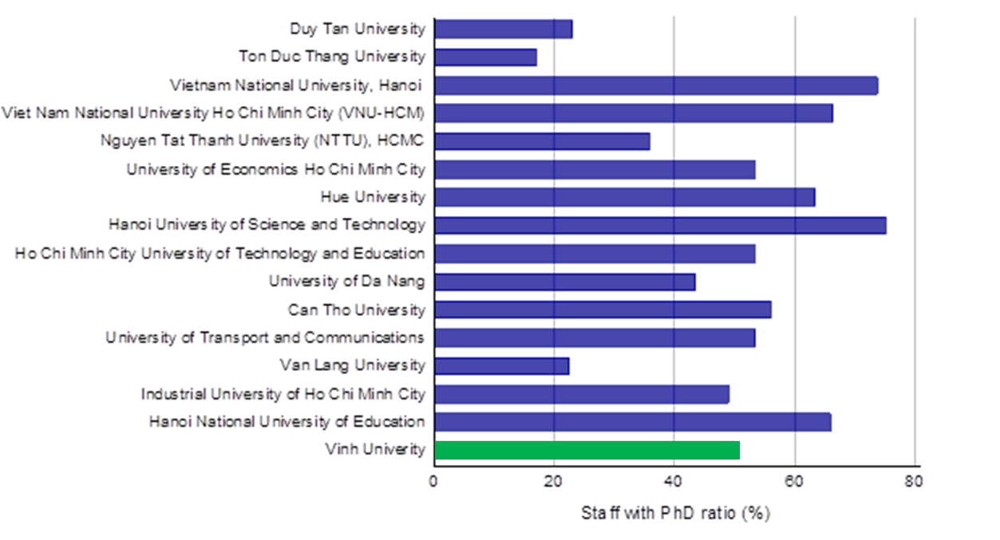 Duy Tan University
Ton Duc Thang University
Vietnam National University, Hanoi
Viet Nam National University Ho Chi Minh City (VNU-HCM)
Nguyen Tat Thanh University (NTTU), HCMC
University of Economics Ho Chi Minh City
Hue University
Hanoi University of Science and Technology
Ho Chi Minh City University of Technology and Education
University of Da Nang
Can Tho University
University of Transport and Communications
Van Lang University
Industrial University of Ho Chi Minh City
Hanoi National University of Education
Vinh Univerity
0 20 40 60 80
Staff with PhD ratio (%)